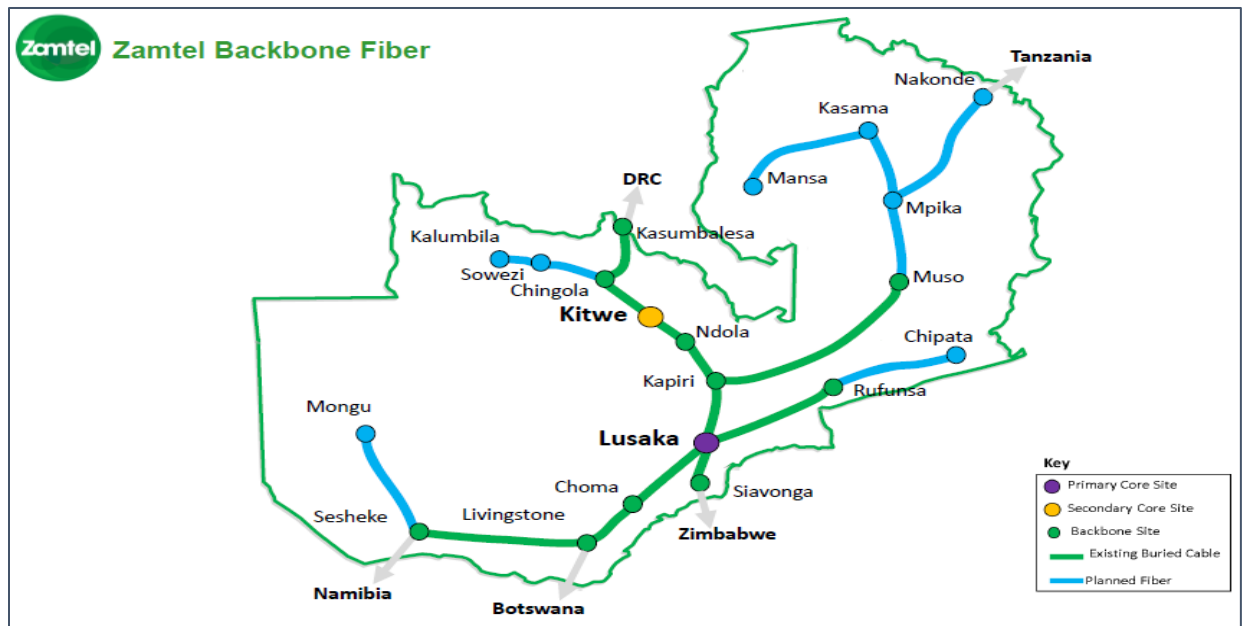 Zamtel
Zamtel Backbone Fiber
Tanzania
Nakonde
Kasama
Mansa
DRC
Mpika
Kasumbalesa
Kalumbila
Sowezi
Chingola
Muso
Kitwe
Ndola
Chipata
Kapiri
Rufunsa
Mongu
Lusaka
Choma
Siavonga
Sesheke
Livingstone
Zimbabwe
Namibia
Botswana
Key
Primary Core Site
Secondary Core Site
Backbone Site
Existing Buried Cable
Planned Fiber